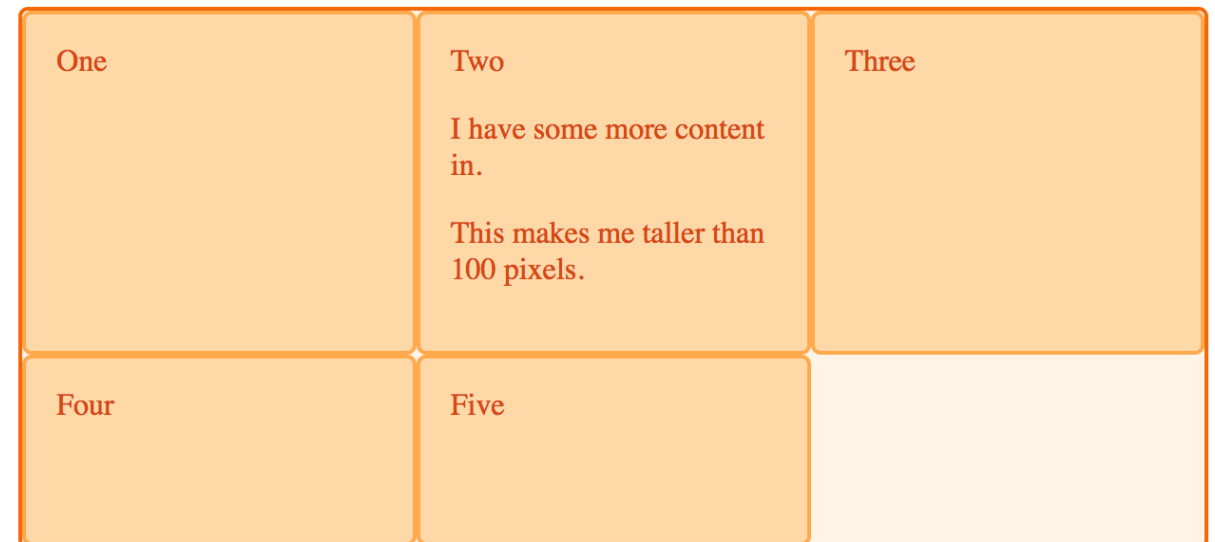 One
Two
I have some more content
in.
This makes me taller than
100 pixels.
Three
Four
Five